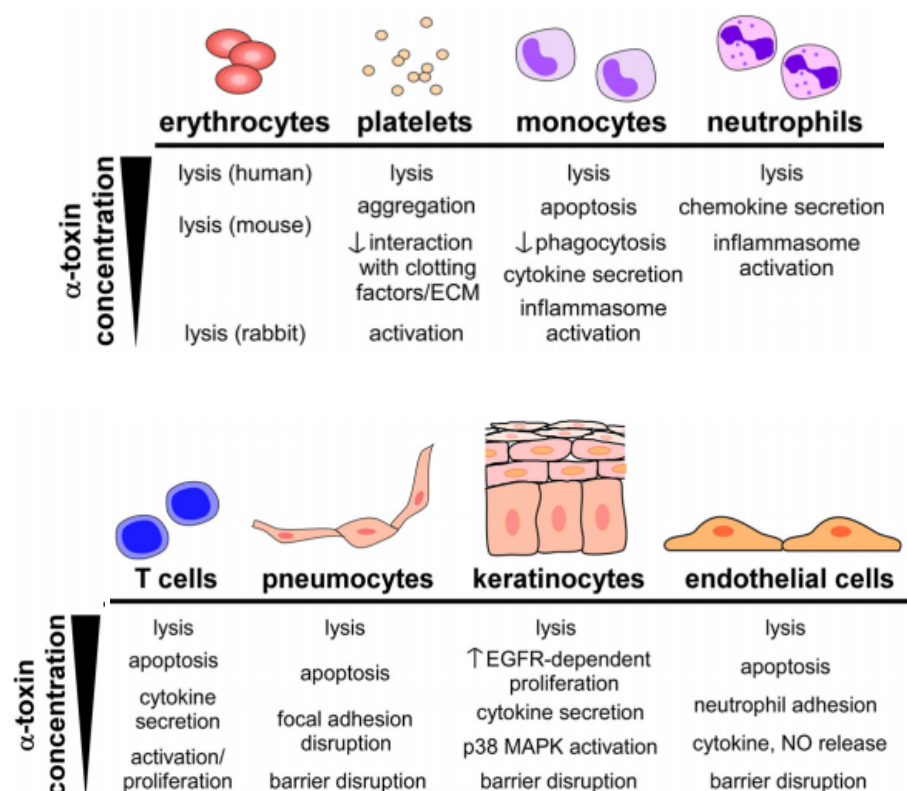 erythrocytes platelets monocytes neutrophils
α-toxin
concentration
lysis (human)
lysis (mouse)
lysis (rabbit)
lysis
aggregation
↓interaction
with clotting
factors/ECM
activation
lysis
apoptosis
↓phagocytosis
cytokine secretion
inflammasome
activation
lysis
chemokine secretion
inflammasome
activation
T cells pneumocytes keratinocytes endothelial cells
α-toxin
concentration
lysis
apoptosis
cytokine
secretion
activation/
proliferation
lysis
apoptosis
focal adhesion
disruption
barrier disruption
lysis
↑EGFR-dependent
proliferation
cytokine secretion
p38 MAPK activation
barrier disruption
lysis
apoptosis
neutrophil adhesion
cytokine, NO release
barrier disruption